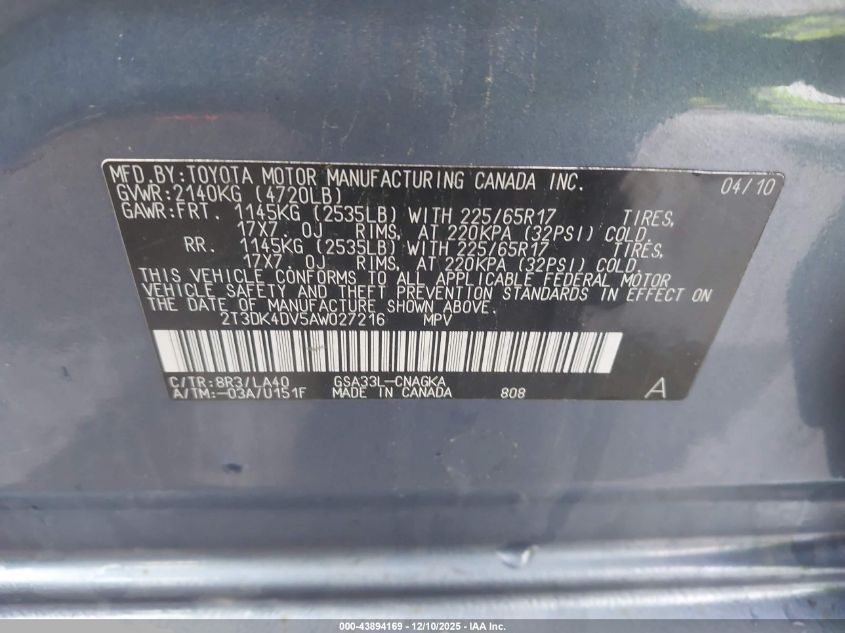 MFD.BY:TOYOTA MOTOR MANUFACTURING CANADA INC. 04/10
GVWR:2140KG (4720LB)
GAWR:FRT. 1145KG (2535LB) WITH 225/65R17 TIRES,
17X7. 0J RIMS, AT 220KPA (32PSI) COLD,
RR. 1145KG (2535LB) WITH 225/65R17 TIRES,
17X7. 0J RIMS, AT 220KPA (32PSI) COLD.
THIS VEHICLE CONFORMS TO ALL APPLICABLE FEDERAL MOTOR
VEHICLE SAFETY AND THEFT PREVENTION STANDARDS IN EFFECT ON
THE DATE OF MANUFACTURE SHOWN ABOVE.
2T3DK4DV5AW027216 MPV
C/TR:8R3/LA40 GSA33L-CNAGKA
A/TM:-03A/U151F MADE IN CANADA 808 A
000-43894169 - 12/10/2025 - IAA Inc.